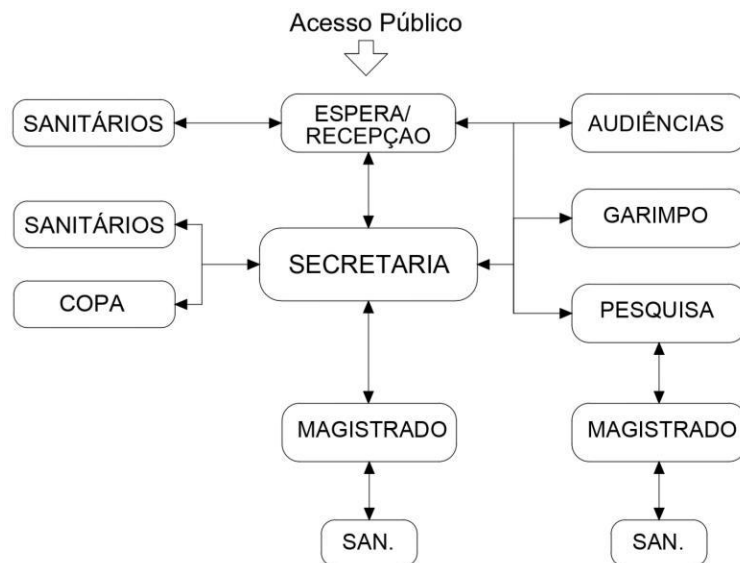 Acesso Público
SANITÁRIOS
ESPERA/
RECEPÇAO
AUDIÊNCIAS
SANITÁRIOS
GARIMPO
SECRETARIA
COPA
PESQUISA
MAGISTRADO
MAGISTRADO
SAN.
SAN.